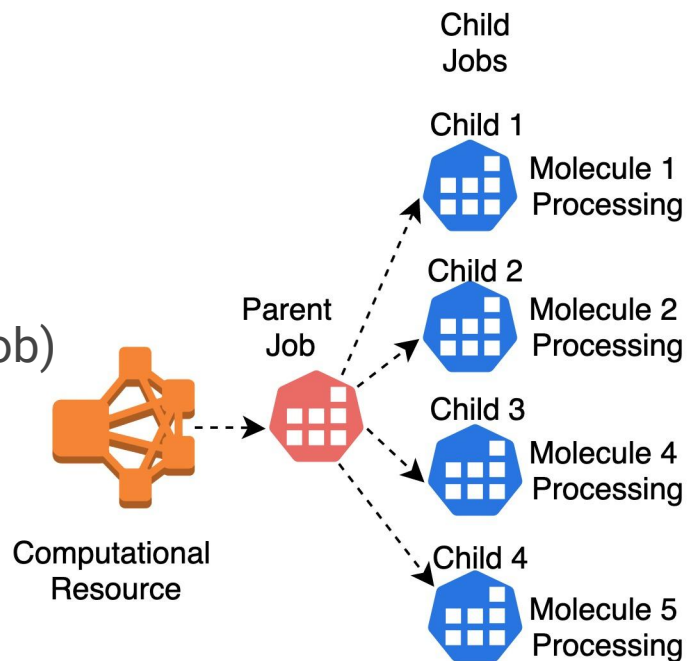 Child
Jobs
Child 1
Molecule 1
Processing
Child 2
Molecule 2
Processing
Parent
Job
ob)
Child 3
Molecule 4
Processing
Computational
Resource
Child 4
Molecule 5
Processing